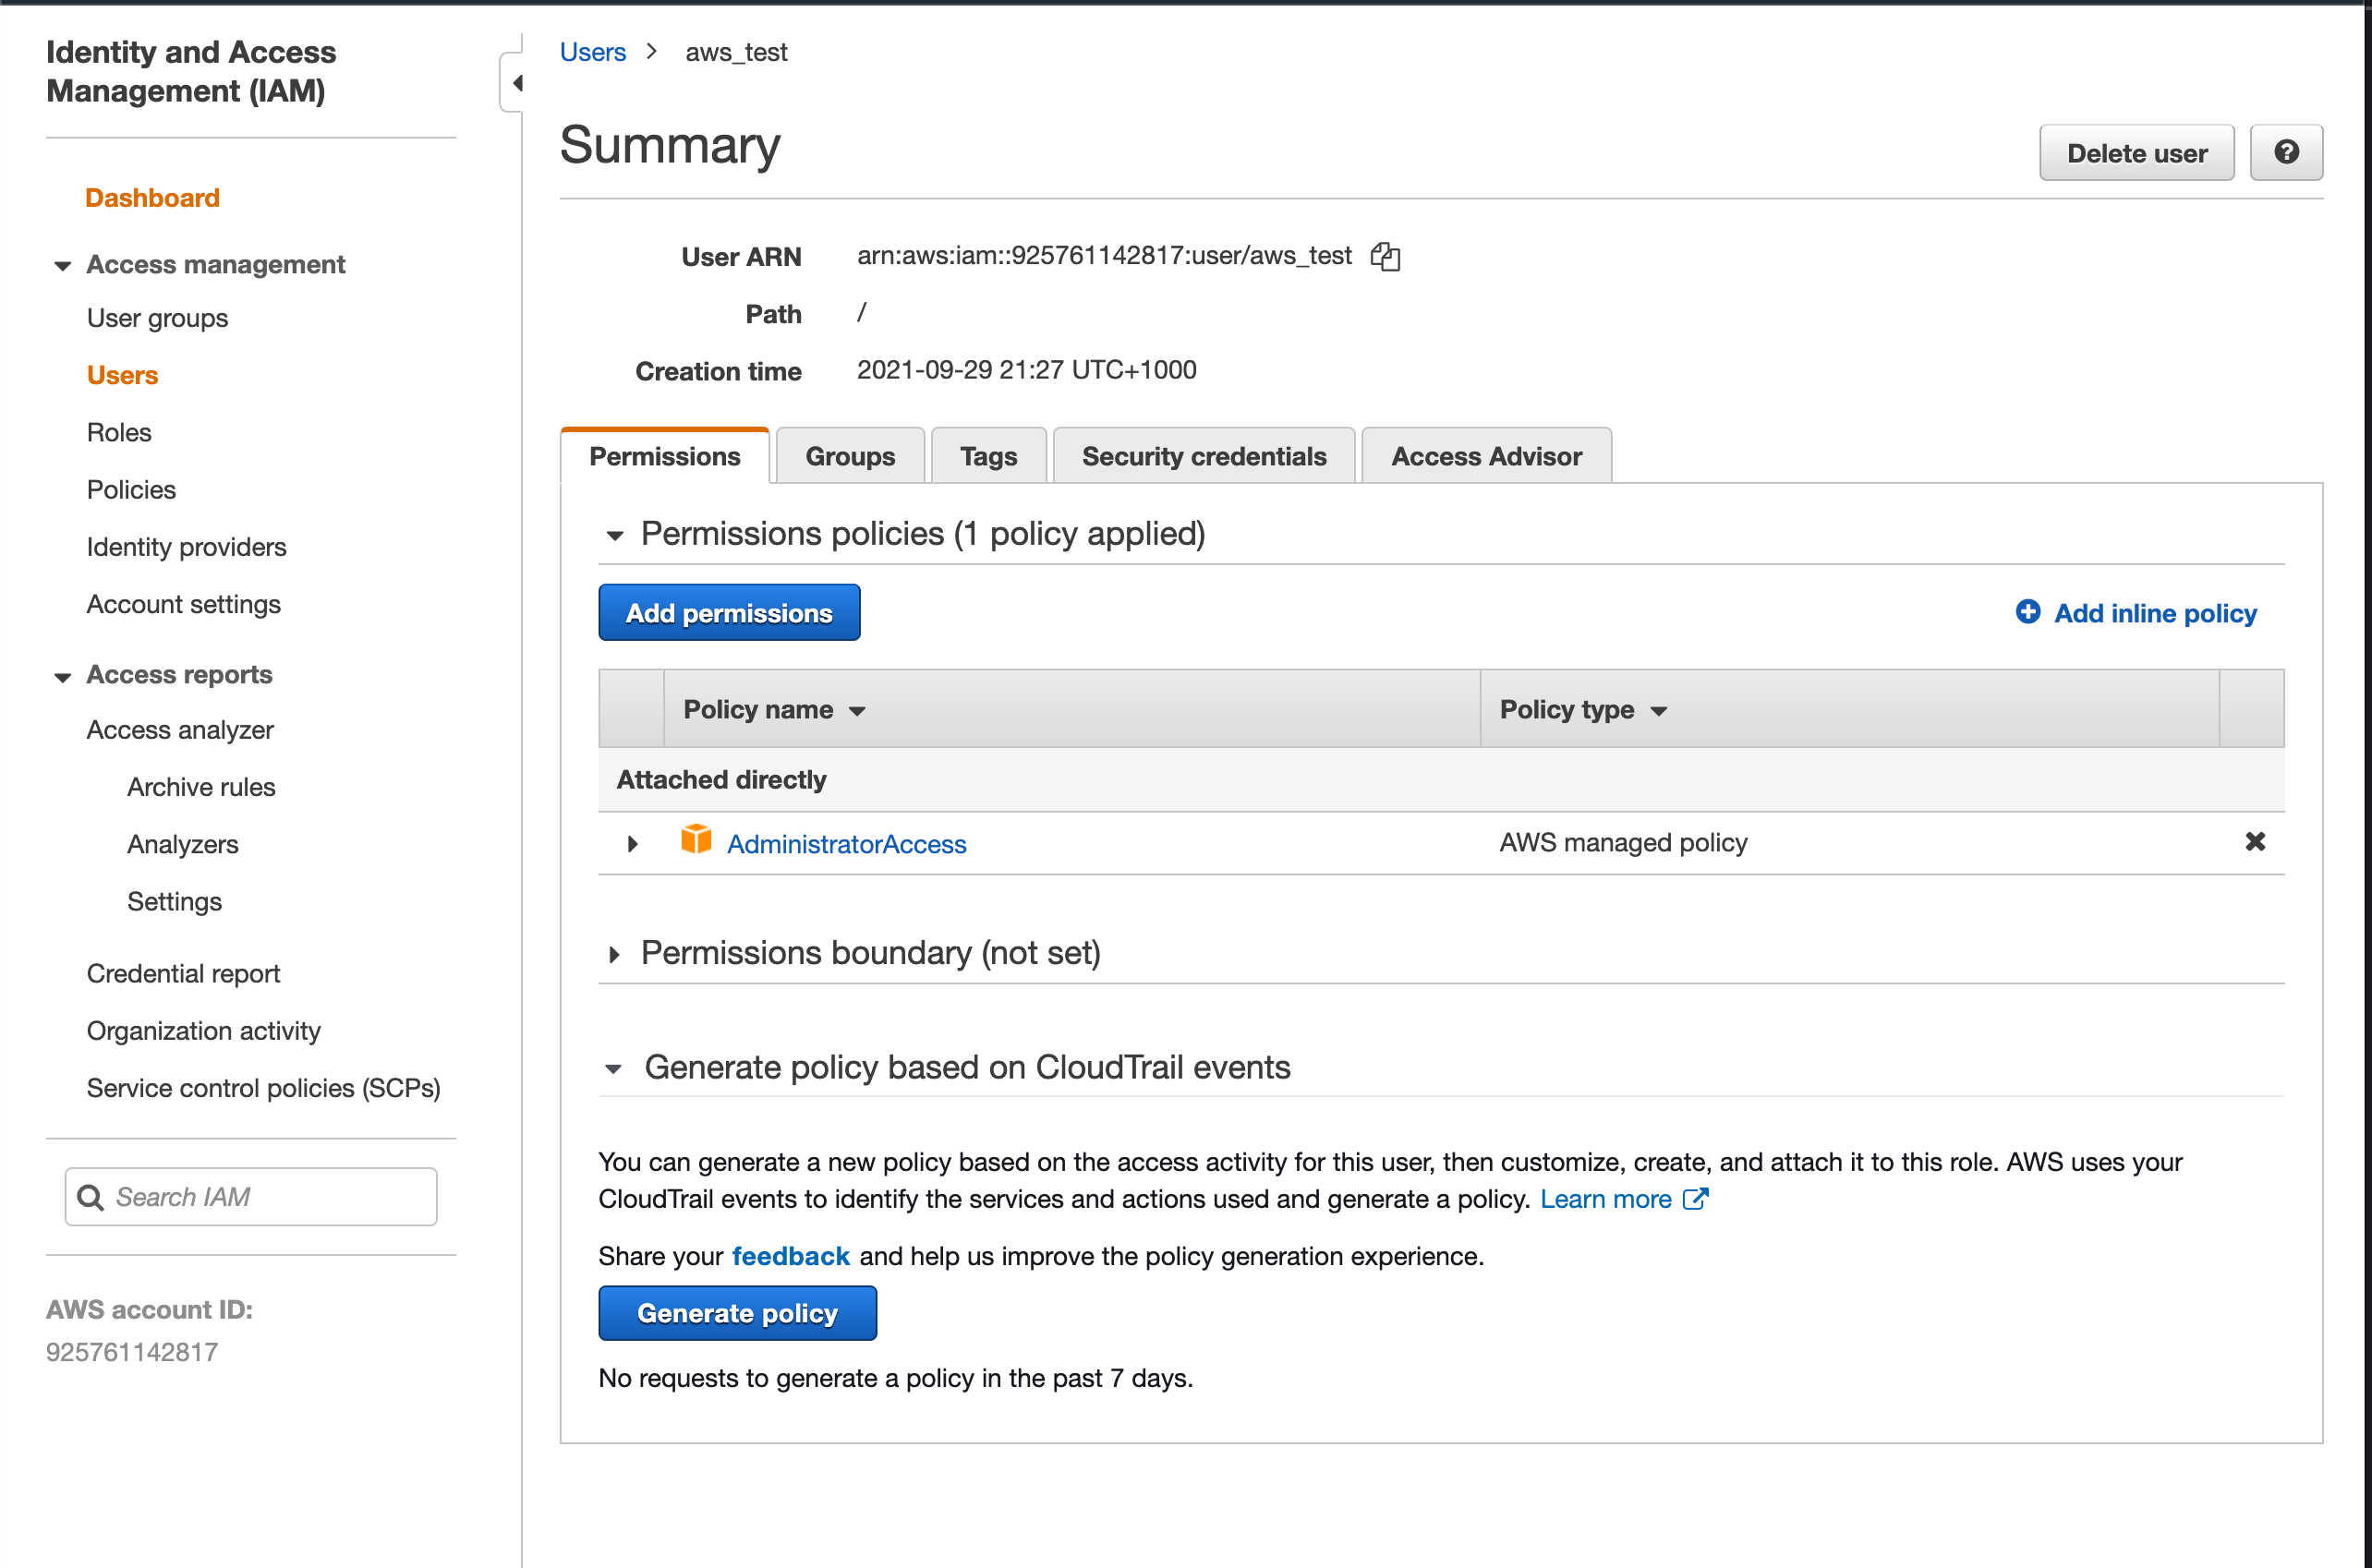 Identity and Access
Management (IAM)
Dashboard
Access management
User groups
Users
Roles
Policies
Identity providers
Account settings
Access reports
Access analyzer
Archive rules
Analyzers
Settings
Credential report
Organization activity
Service control policies (SCPs)
Search IAM
AWS account ID:
925761142817
Users > aws_test
Summary
Delete user
?
User ARN arn:aws:iam::925761142817:user/aws_test
Path /
Creation time 2021-09-29 21:27 UTC+1000
Permissions Groups Tags Security credentials Access Advisor
Permissions policies (1 policy applied)
Add permissions
Add inline policy
Policy name Policy type
Attached directly
AdministratorAccess AWS managed policy
Permissions boundary (not set)
Generate policy based on CloudTrail events
You can generate a new policy based on the access activity for this user, then customize, create, and attach it to this role. AWS uses your
CloudTrail events to identify the services and actions used and generate a policy. Learn more
Share your feedback and help us improve the policy generation experience.
Generate policy
No requests to generate a policy in the past 7 days.